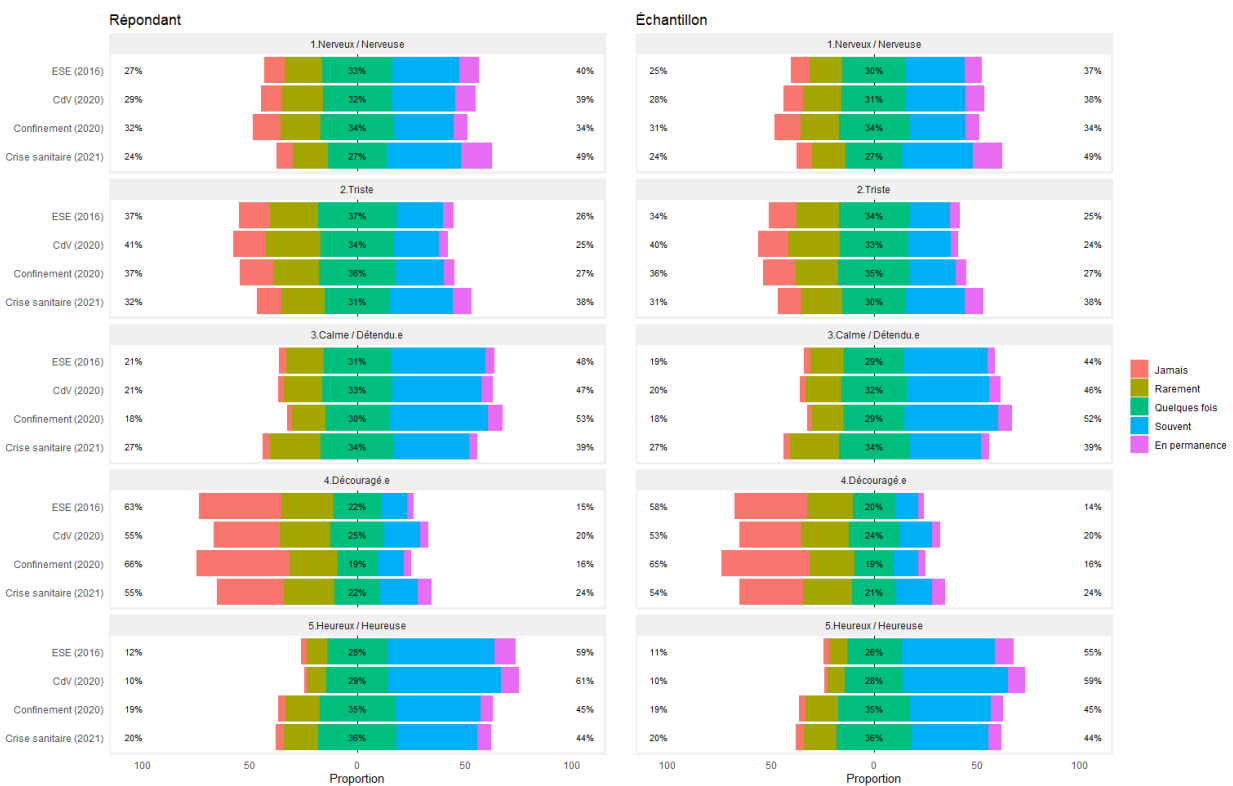 Répondant
Échantillon
1.Nerveux / Nerveuse
1.Nerveux / Nerveuse
ESE (2016) 27% 33% 40% 25% 30% 37%
CdV (2020) 29% 32% 39% 28% 31% 38%
Confinement (2020) 32% 34% 34% 31% 34% 34%
Crise sanitaire (2021) 24% 27% 49% 24% 27% 49%
2.Triste
2.Triste
ESE (2016) 37% 37% 26% 34% 34% 25%
CdV (2020) 41% 34% 25% 40% 33% 24%
Confinement (2020) 37% 36% 27% 36% 35% 27%
Crise sanitaire (2021) 32% 31% 38% 31% 30% 38%
3.Calme / Détendu.e
3.Calme / Détendu.e
ESE (2016) 21% 31% 48% 19% 29% 44%
CdV (2020) 21% 33% 47% 20% 32% 46%
Confinement (2020) 18% 30% 53% 18% 29% 52%
Crise sanitaire (2021) 27% 34% 39% 27% 34% 39%
4.Découragé.e
4.Découragé.e
ESE (2016) 63% 22% 15% 58% 20% 14%
CdV (2020) 55% 25% 20% 53% 24% 20%
Confinement (2020) 66% 19% 16% 65% 19% 16%
Crise sanitaire (2021) 55% 22% 24% 54% 21% 24%
5.Heureux / Heureuse
5.Heureux / Heureuse
ESE (2016) 12% 28% 59% 11% 26% 55%
CdV (2020) 10% 29% 61% 10% 28% 59%
Confinement (2020) 19% 35% 45% 19% 35% 45%
Crise sanitaire (2021) 20% 36% 44% 20% 36% 44%
100 50 0 50 100
100 50 0 50 100
Proportion
Proportion
Jamais
Rarement
Quelques fois
Souvent
En permanence